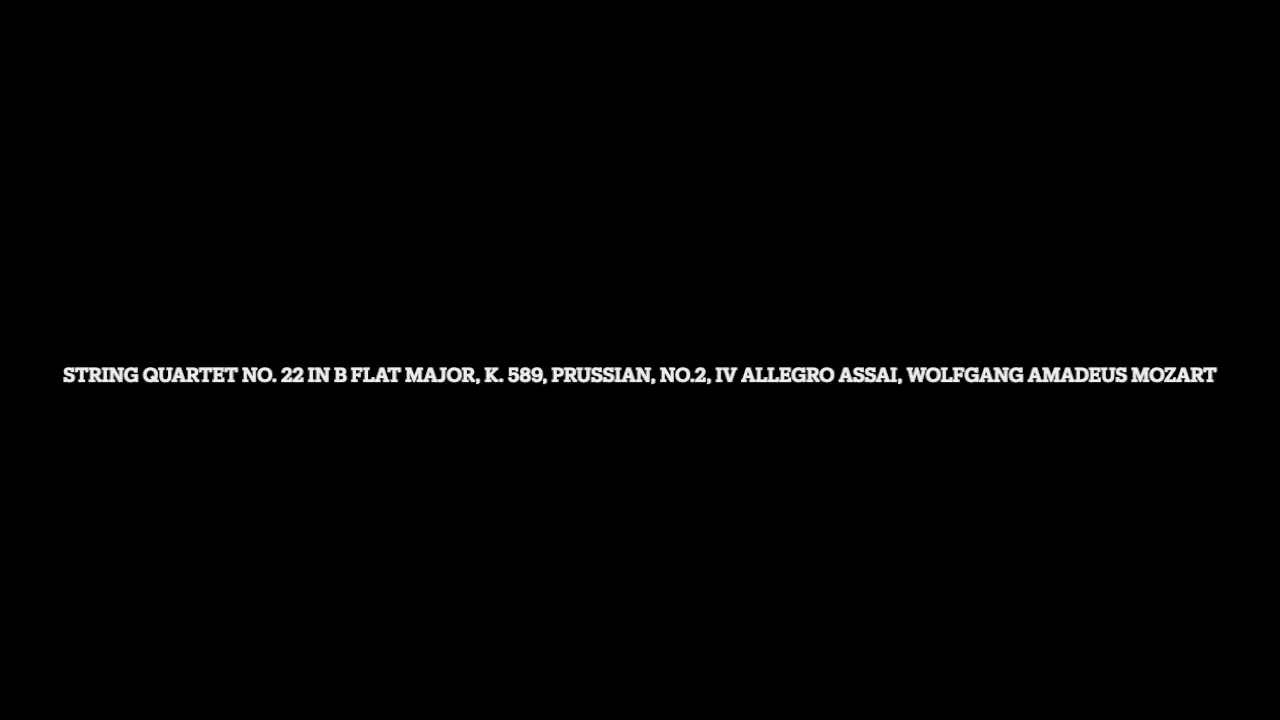 STRING QUARTET NO. 22 IN B FLAT MAJOR, K. 589, PRUSSIAN, NO.2, IV ALLEGRO ASSAI, WOLFGANG AMADEUS MOZART